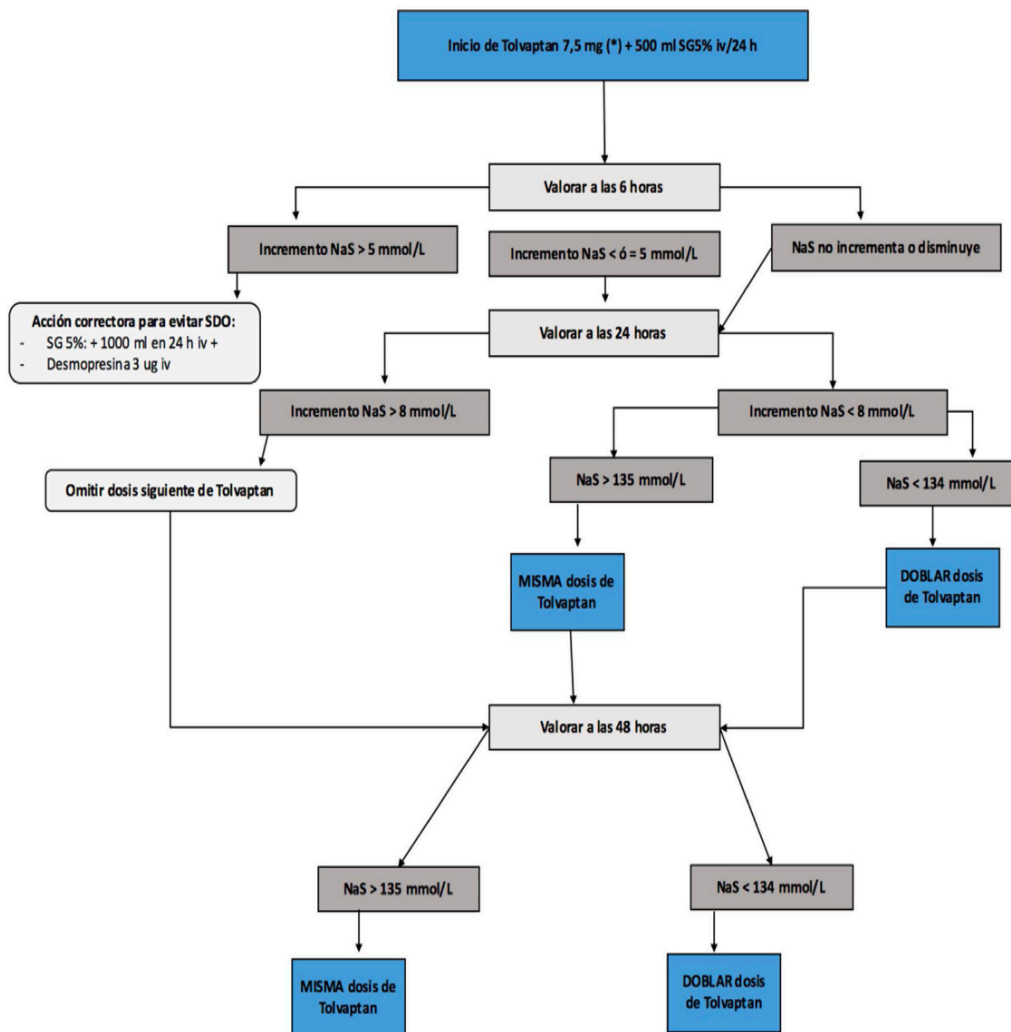 Inicio de Tolvaptan 7,5 mg (*) + 500 ml SG5% iv/24 h
Valorar a las 6 horas
Incremento NaS > 5 mmol/L
Incremento NaS < ó = 5 mmol/L
NaS no incrementa o disminuye
Acción correctora para evitar SDO:
- SG 5%: + 1000 ml en 24 h iv +
- Desmopresina 3 ug iv
Valorar a las 24 horas
Incremento NaS > 8 mmol/L
Incremento NaS < 8 mmol/L
Omitir dosis siguiente de Tolvaptan
NaS > 135 mmol/L
NaS < 134 mmol/L
MISMA dosis de
Tolvaptan
DOBLAR dosis
de Tolvaptan
Valorar a las 48 horas
NaS > 135 mmol/L
NaS < 134 mmol/L
MISMA dosis de
Tolvaptan
DOBLAR dosis
de Tolvaptan